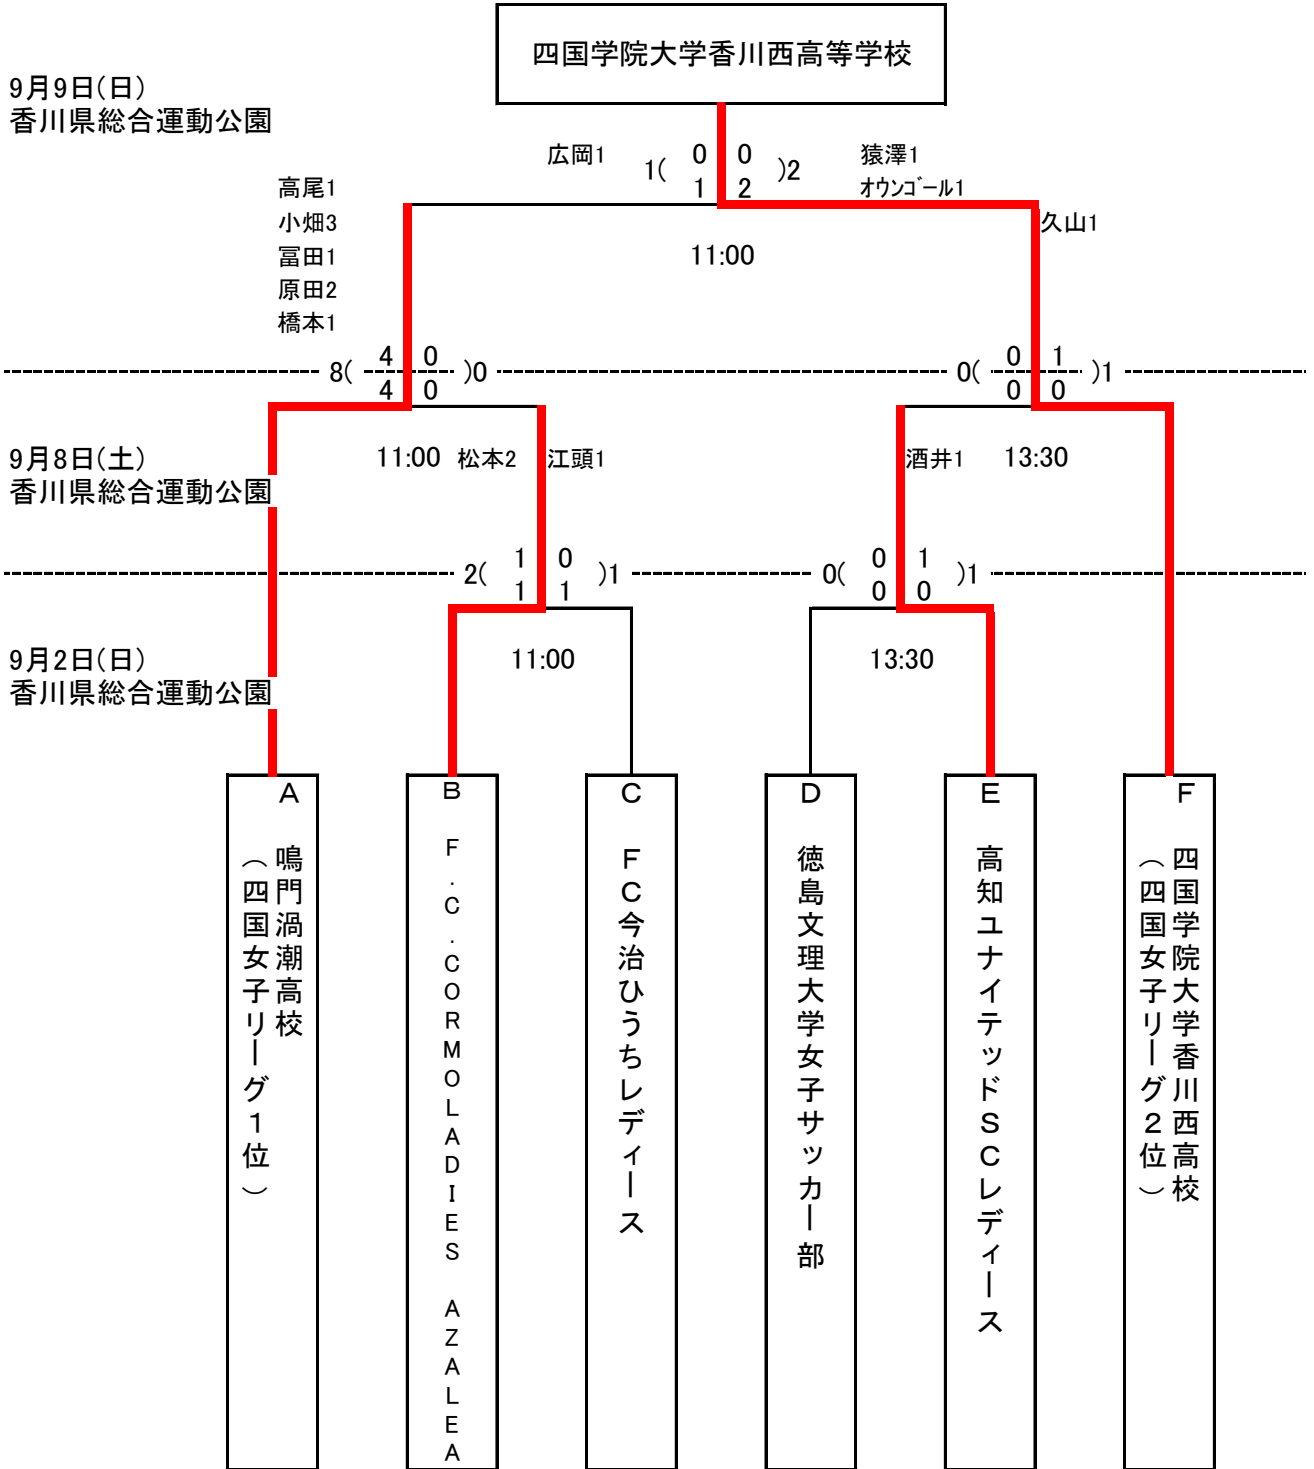 四国学院大学香川西高等学校
9月9日(日)
香川県総合運動公園
広岡1
1( 0 0 )2
1 2
猿澤1
オウンゴール1
高尾1
小畑3
冨田1
原田2
橋本1
久山1
11:00
8( 4 0 )0
4 0
0( 0 1 )1
0 0
9月8日(土)
香川県総合運動公園
11:00 松本2 江頭1
酒井1 13:30
2( 1 0 )1
1 1
0( 0 1 )1
0 0
9月2日(日)
香川県総合運動公園
11:00
13:30
A
鳴門渦潮高校
(四国女子リーグ1位)
B
F.C.CORMOLADIES AZALEA
C
FC今治ひうちレディース
D
徳島文理大学女子サッカー部
E
高知ユナイテッドSCレディース
F
四国学院大学香川西高校
(四国女子リーグ2位)